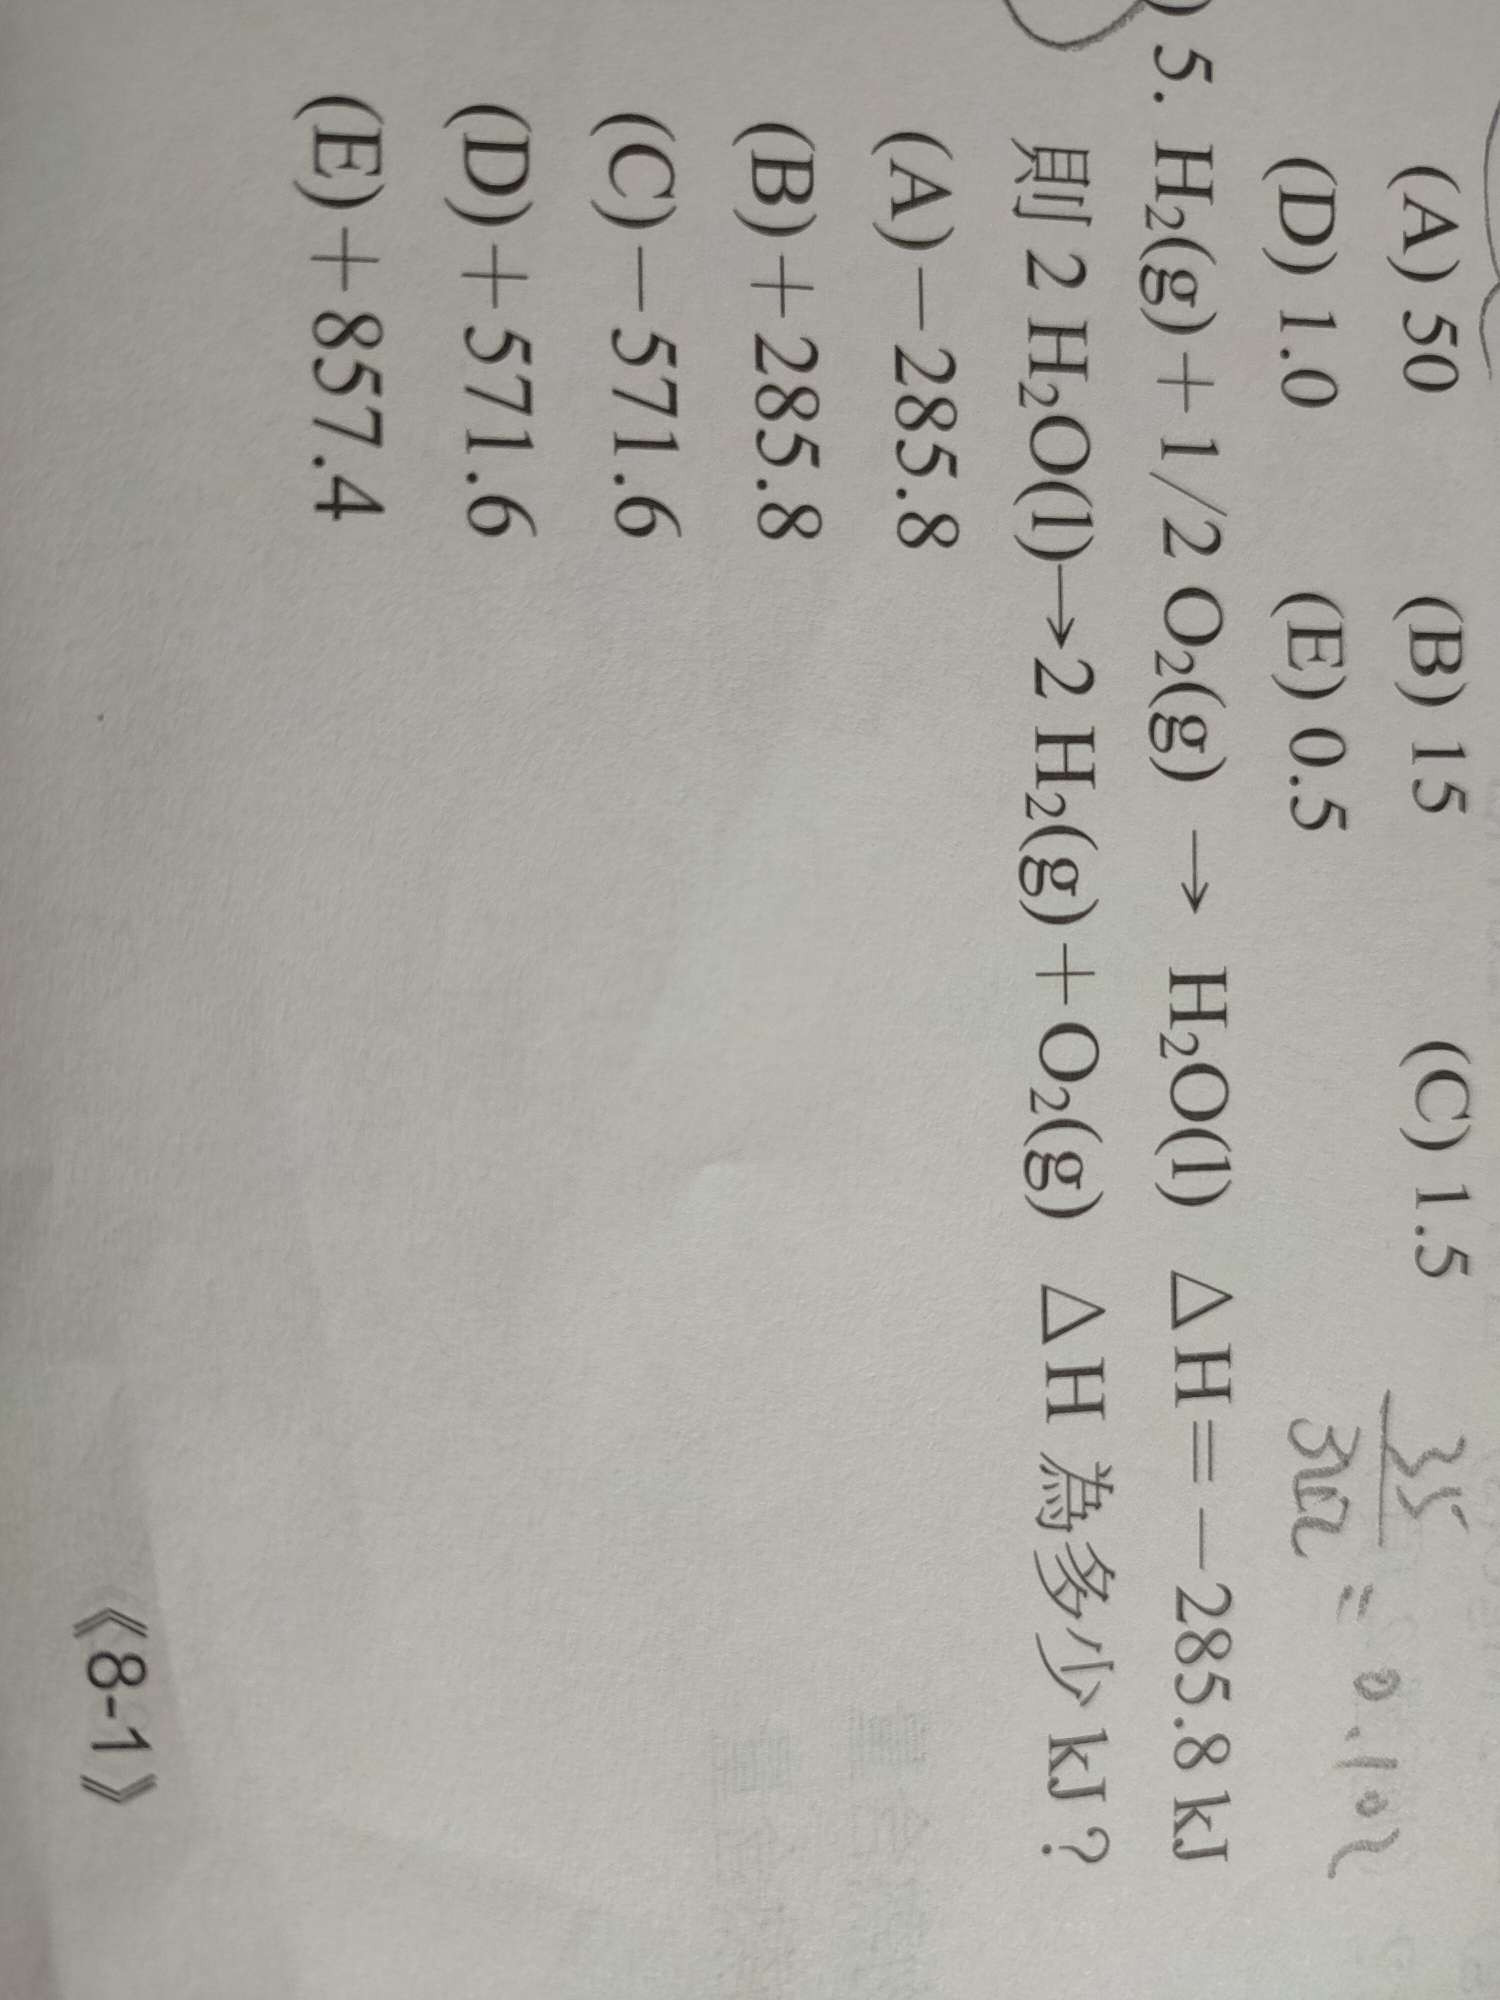 (A) 50 (B) 15 (C) 1.5
(D) 1.0 (E) 0.5
) 5. H₂(g)＋1/2 O₂(g) → H₂O(l) △H＝－285.8 kJ
則 2 H₂O(l)→2 H₂(g)＋O₂(g) △H 為多少 kJ？
(A)－285.8
(B)＋285.8
(C)－571.6
(D)＋571.6
(E)＋857.4
《8-1》